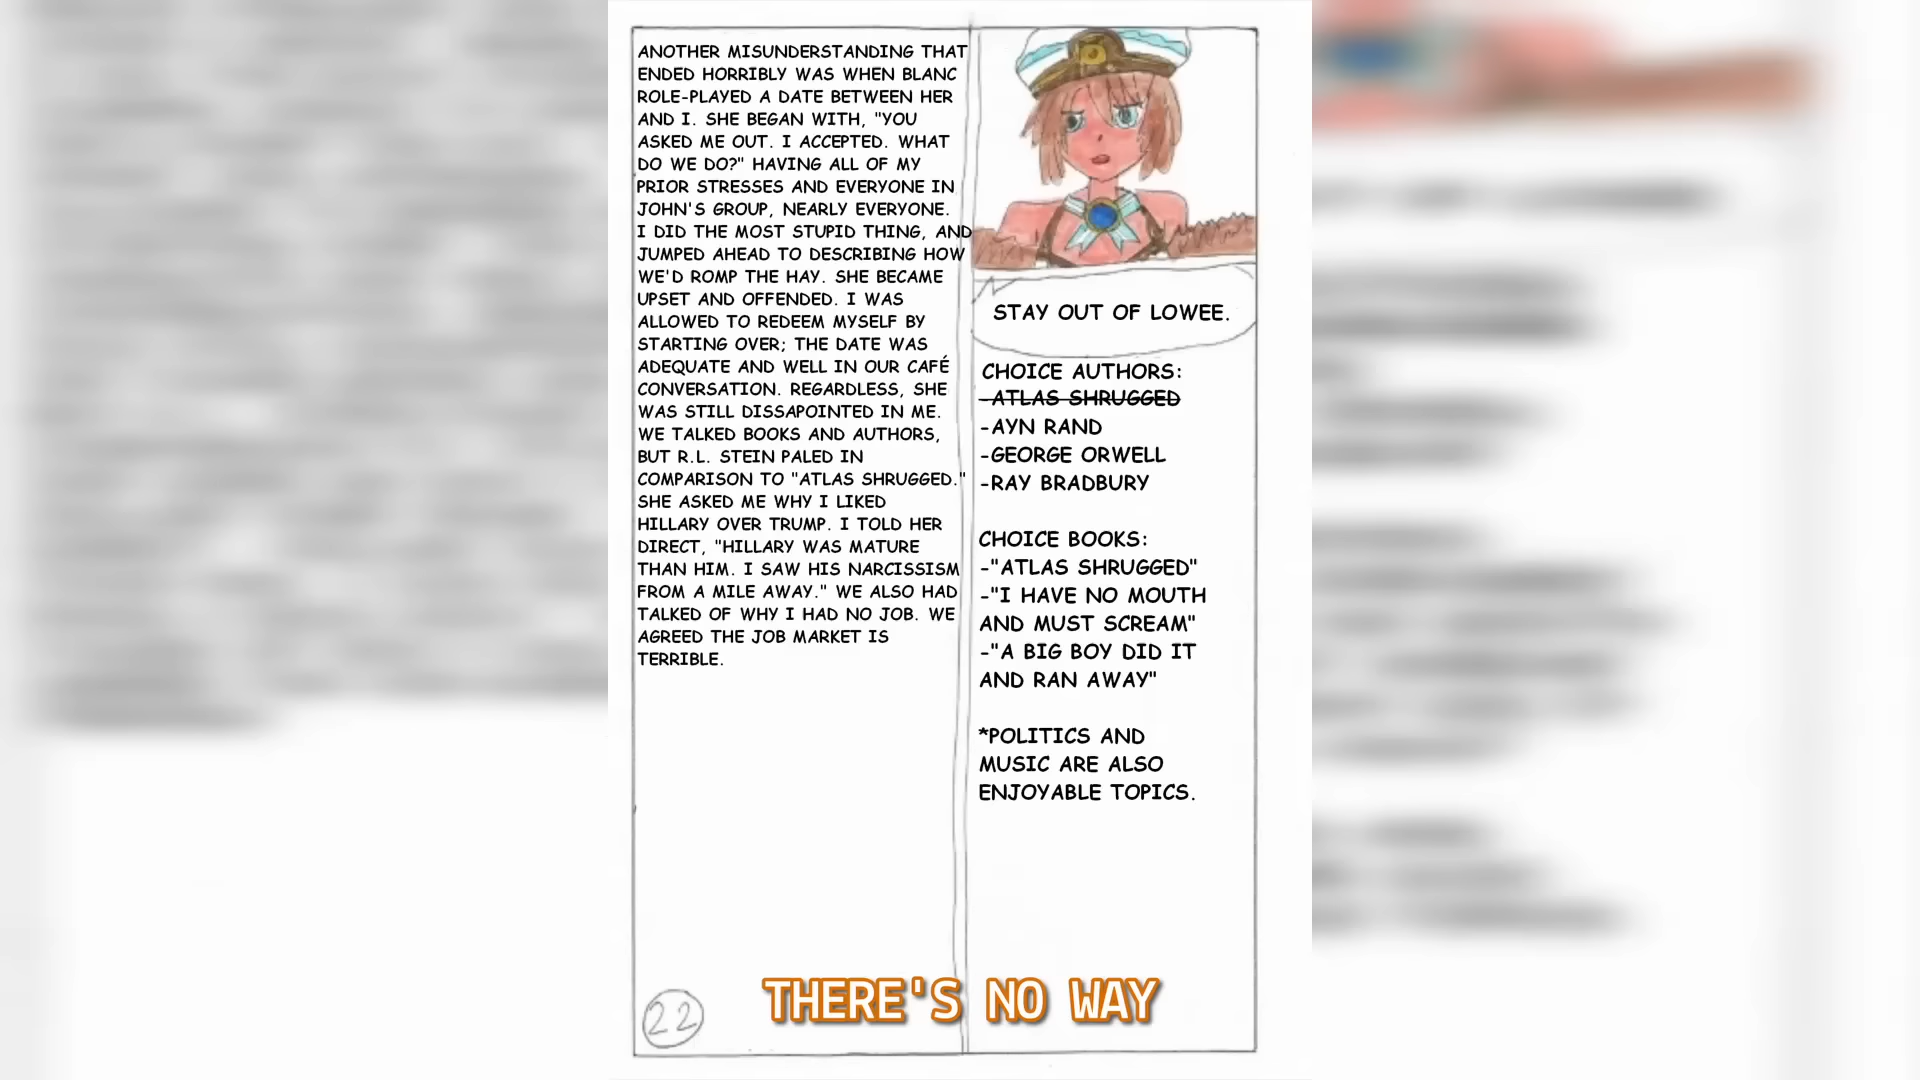 ANOTHER MISUNDERSTANDING THAT
ENDED HORRIBLY WAS WHEN BLANC
ROLE-PLAYED A DATE BETWEEN HER
AND I. SHE BEGAN WITH, "YOU
ASKED ME OUT. I ACCEPTED. WHAT
DO WE DO?" HAVING ALL OF MY
PRIOR STRESSES AND EVERYONE IN
JOHN'S GROUP, NEARLY EVERYONE.
I DID THE MOST STUPID THING, AND
JUMPED AHEAD TO DESCRIBING HOW
WE'D ROMP THE HAY. SHE BECAME
UPSET AND OFFENDED. I WAS
ALLOWED TO REDEEM MYSELF BY
STARTING OVER; THE DATE WAS
ADEQUATE AND WELL IN OUR CAFÉ
CONVERSATION. REGARDLESS, SHE
WAS STILL DISSAPOINTED IN ME.
WE TALKED BOOKS AND AUTHORS,
BUT R.L. STEIN PALED IN
COMPARISON TO "ATLAS SHRUGGED."
SHE ASKED ME WHY I LIKED
HILLARY OVER TRUMP. I TOLD HER
DIRECT, "HILLARY WAS MATURE
THAN HIM. I SAW HIS NARCISSISM
FROM A MILE AWAY." WE ALSO HAD
TALKED OF WHY I HAD NO JOB. WE
AGREED THE JOB MARKET IS
TERRIBLE.
STAY OUT OF LOWEE.
CHOICE AUTHORS:
-ATLAS SHRUGGED
-AYN RAND
-GEORGE ORWELL
-RAY BRADBURY
CHOICE BOOKS:
-"ATLAS SHRUGGED"
-"I HAVE NO MOUTH
AND MUST SCREAM"
-"A BIG BOY DID IT
AND RAN AWAY"
*POLITICS AND
MUSIC ARE ALSO
ENJOYABLE TOPICS.
22
THERE'S NO WAY